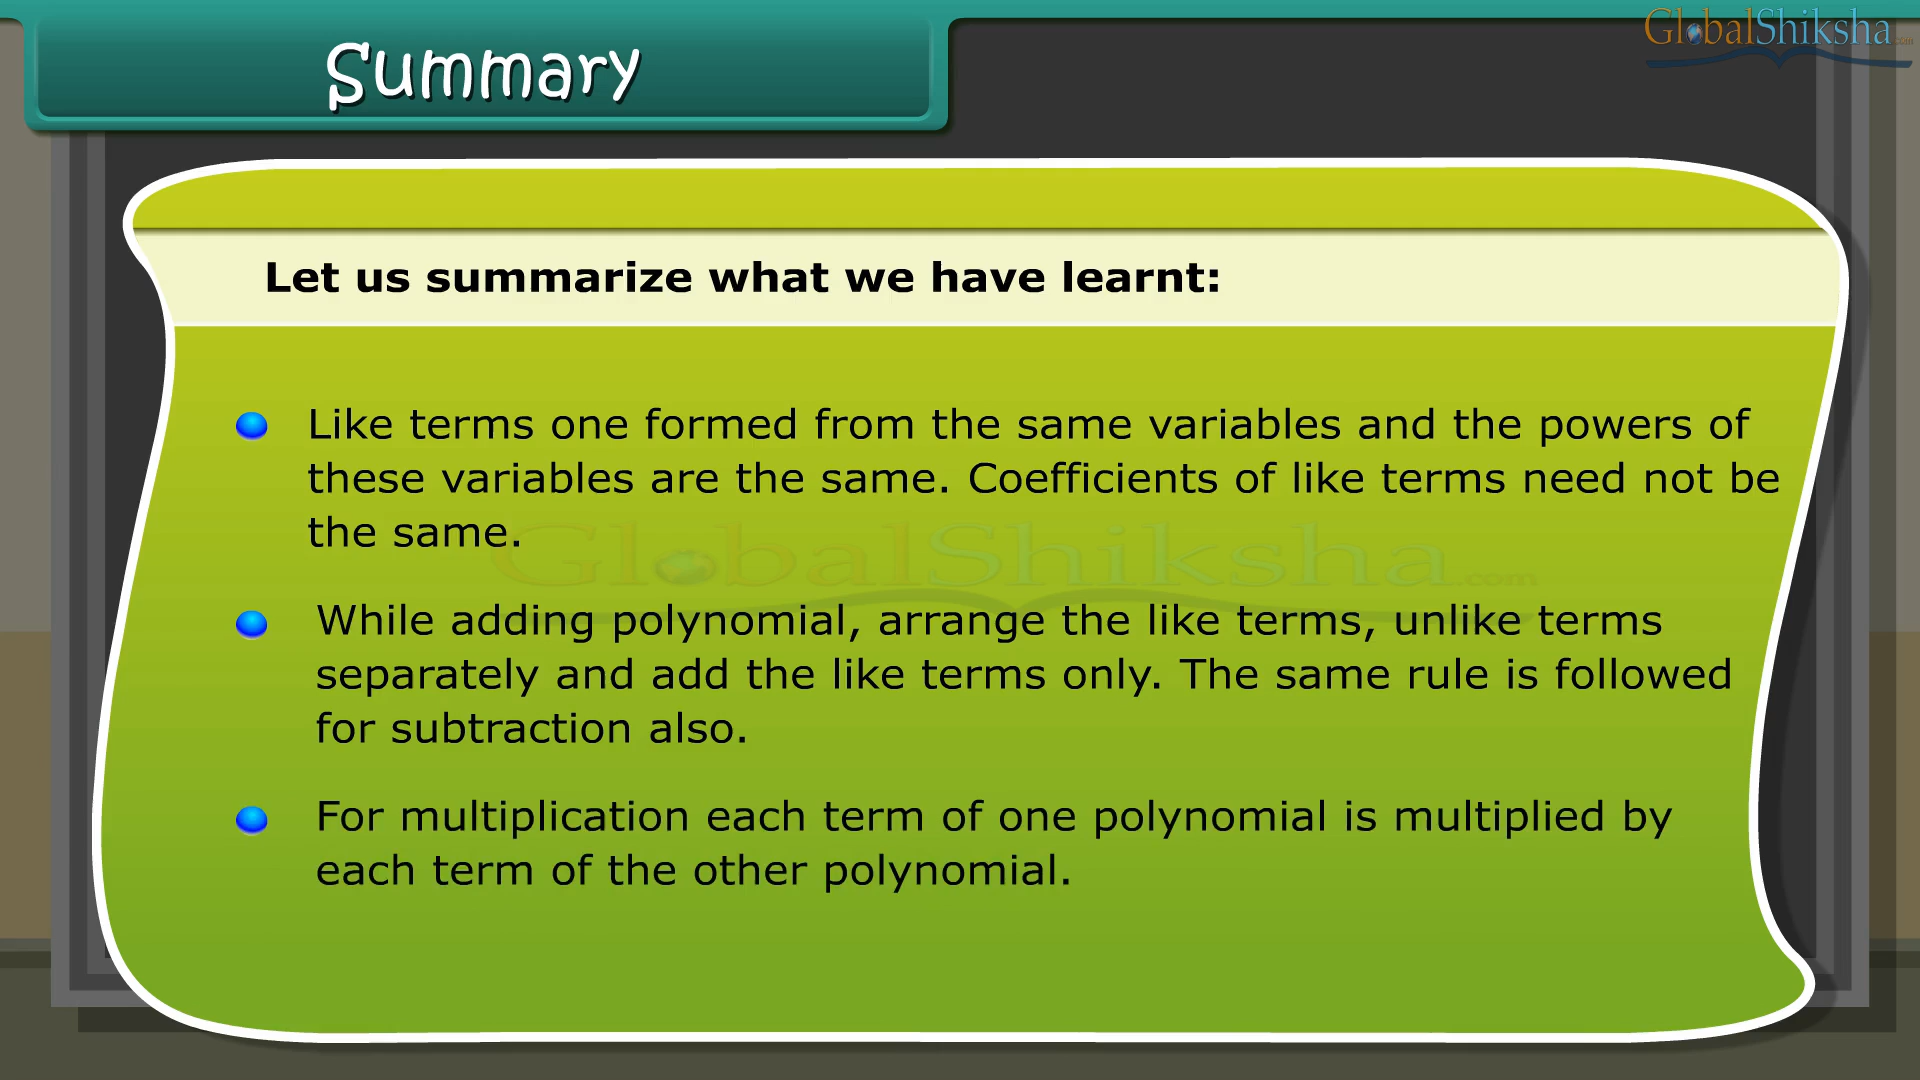 Summary
GlobalShiksha.com
Let us summarize what we have learnt:
Like terms one formed from the same variables and the powers of
these variables are the same. Coefficients of like terms need not be
the same.
GlobalShiksha.com
While adding polynomial, arrange the like terms, unlike terms
separately and add the like terms only. The same rule is followed
for subtraction also.
For multiplication each term of one polynomial is multiplied by
each term of the other polynomial.